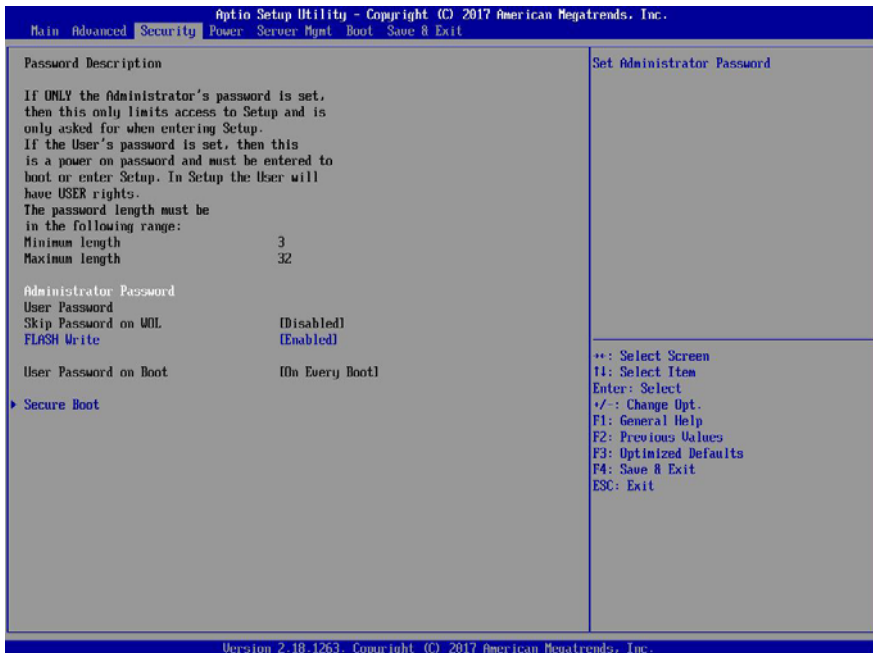 Aptio Setup Utility - Copyright (C) 2017 American Megatrends, Inc.
Main Advanced Security Power Server Mgmt Boot Save & Exit
Password Description
Set Administrator Password
If ONLY the Administrator's password is set,
then this only limits access to Setup and is
only asked for when entering Setup.
If the User's password is set, then this
is a power on password and must be entered to
boot or enter Setup. In Setup the User will
have USER rights.
The password length must be
in the following range:
Minimum length 3
Maximum length 32
Administrator Password
User Password
Skip Password on WOL [Disabled]
FLASH Write [Enabled]
User Password on Boot [On Every Boot]
Secure Boot
→←: Select Screen
↑↓: Select Item
Enter: Select
+/-: Change Opt.
F1: General Help
F2: Previous Values
F3: Optimized Defaults
F4: Save & Exit
ESC: Exit
Version 2.18.1263. Copyright (C) 2017 American Megatrends, Inc.